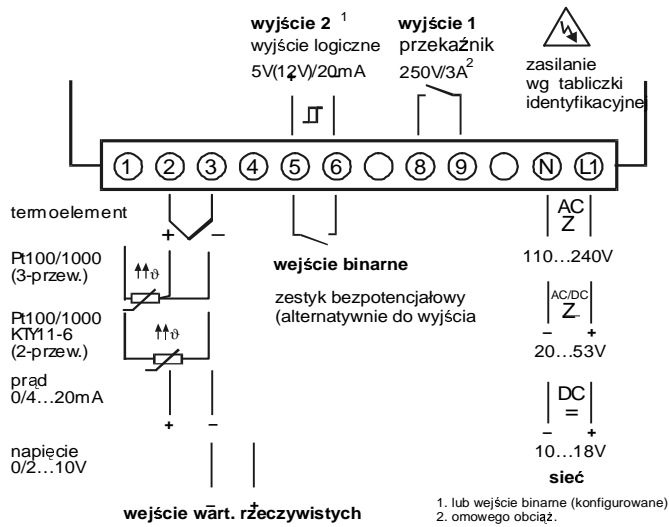 wyjście 2 ¹
wyjście logiczne
5V(12V)/20mA
+ –
wyjście 1
przekaźnik
250V/3A²
zasilanie
wg tabliczki
identyfikacyjnej
1 2 3 4 5 6 8 9 N L1
termoelement
+ –
Pt100/1000
(3-przew.)
ϑ
Pt100/1000
KTY11-6
(2-przew.)
ϑ
prąd
0/4...20mA
+ –
napięcie
0/2...10V
– +
wejście wart. rzeczywistych
wejście binarne
zestyk bezpotencjałowy
(alternatywnie do wyjścia
AC
110...240V
AC/DC
– +
20...53V
DC
=
– +
10...18V
sieć
1. lub wejście binarne (konfigurowane)
2. omowego obciąż.